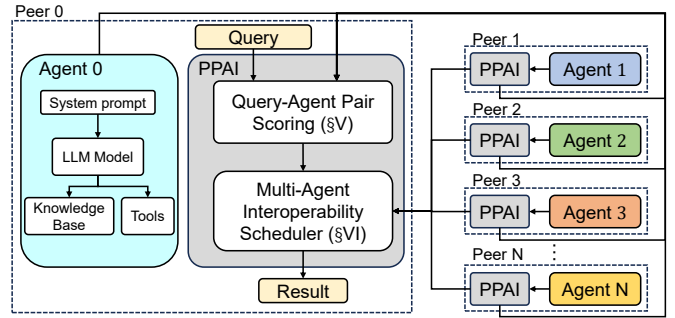 Peer 0
Query
Agent 0
System prompt
LLM Model
Knowledge
Base
Tools
PPAI
Query-Agent Pair
Scoring (§V)
Multi-Agent
Interoperability
Scheduler (§VI)
Result
Peer 1
PPAI
Agent 1
Peer 2
PPAI
Agent 2
Peer 3
PPAI
Agent 3
⋮
Peer N
PPAI
Agent N